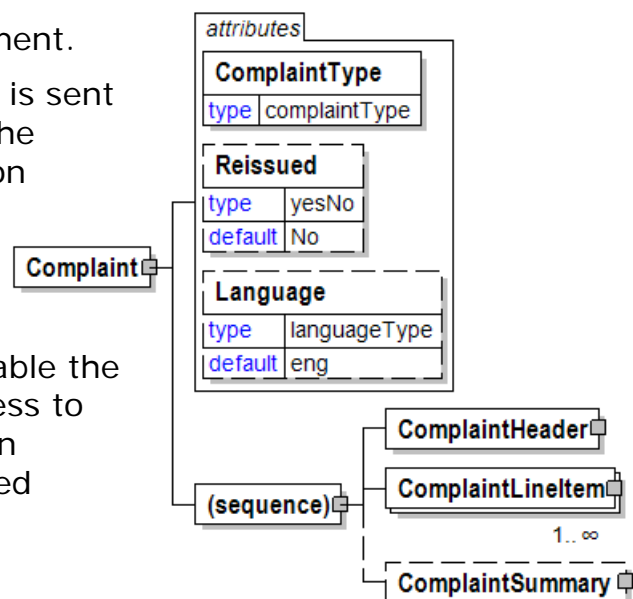 nent.
is sent
he
on
able the
ess to
n
ed
attributes
ComplaintType
type complaintType
Reissued
type yesNo
default No
Complaint
Language
type languageType
default eng
(sequence)
ComplaintHeader
ComplaintLineItem
1.. ∞
ComplaintSummary